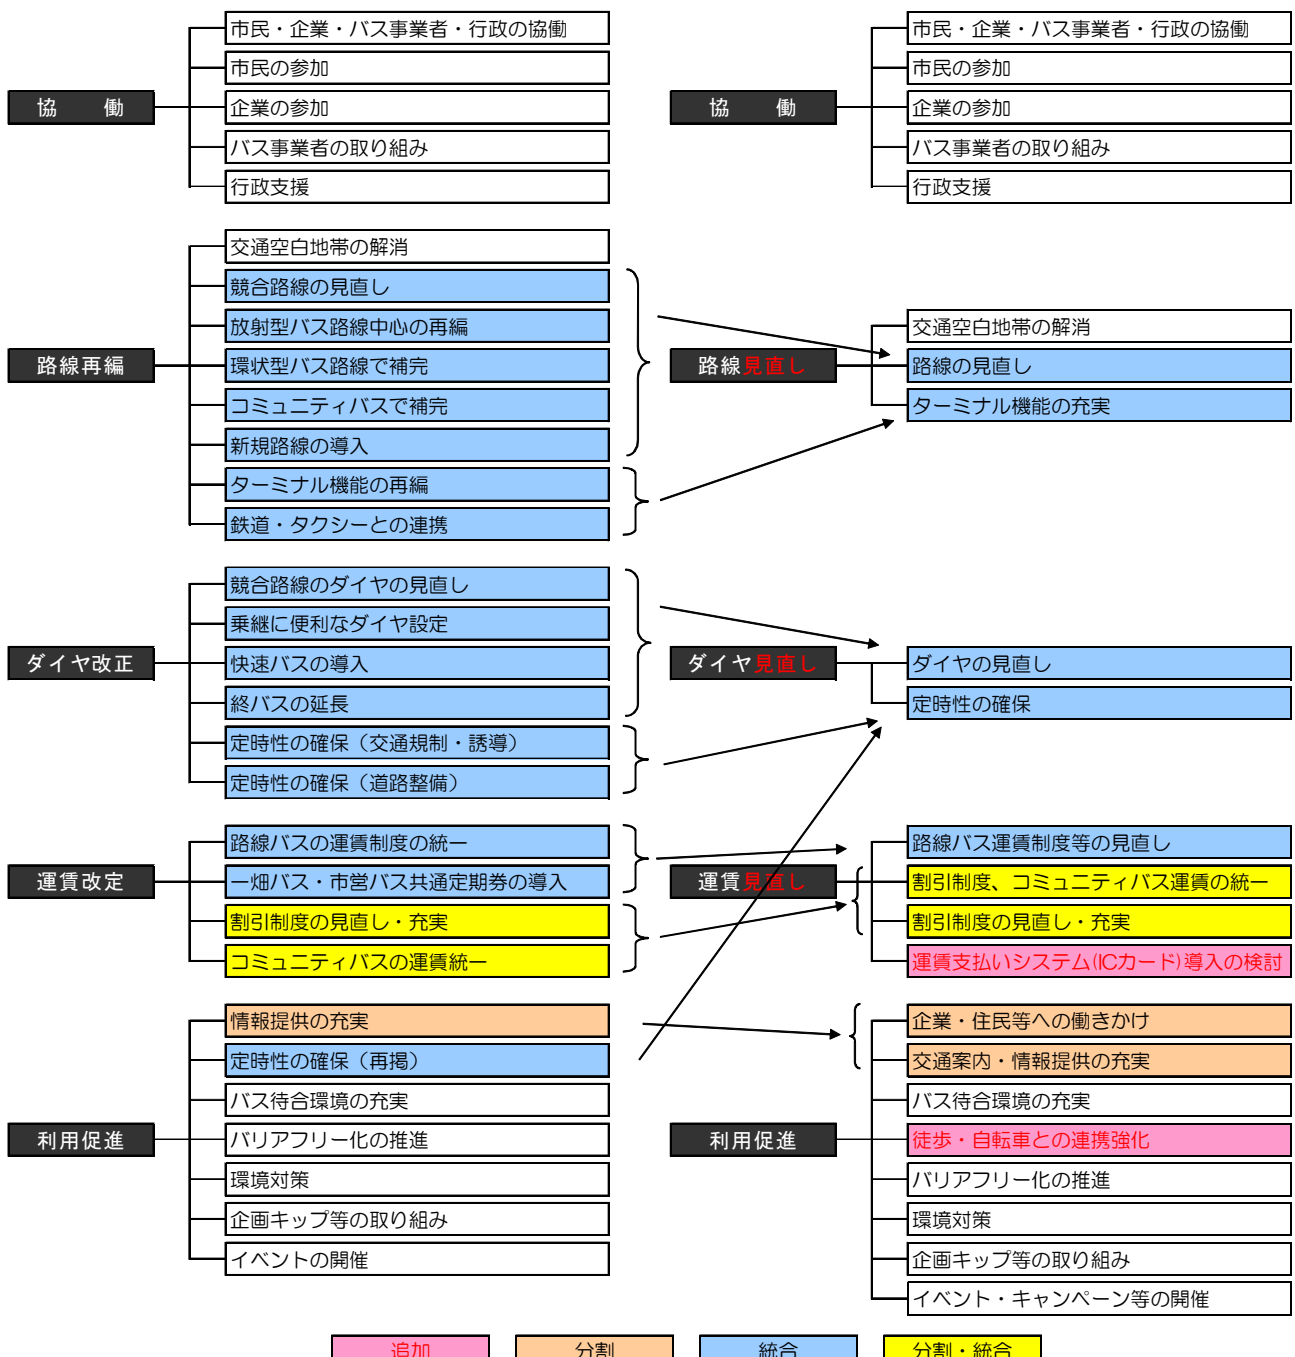 協　働
市民・企業・バス事業者・行政の協働
市民の参加
企業の参加
バス事業者の取り組み
行政支援
路線再編
交通空白地帯の解消
競合路線の見直し
放射型バス路線中心の再編
環状型バス路線で補完
コミュニティバスで補完
新規路線の導入
ターミナル機能の再編
鉄道・タクシーとの連携
ダイヤ改正
競合路線のダイヤの見直し
乗継に便利なダイヤ設定
快速バスの導入
終バスの延長
定時性の確保（交通規制・誘導）
定時性の確保（道路整備）
運賃改定
路線バスの運賃制度の統一
一畑バス・市営バス共通定期券の導入
割引制度の見直し・充実
コミュニティバスの運賃統一
利用促進
情報提供の充実
定時性の確保（再掲）
バス待合環境の充実
バリアフリー化の推進
環境対策
企画キップ等の取り組み
イベントの開催
協　働
市民・企業・バス事業者・行政の協働
市民の参加
企業の参加
バス事業者の取り組み
行政支援
路線見直し
交通空白地帯の解消
路線の見直し
ターミナル機能の充実
ダイヤ見直し
ダイヤの見直し
定時性の確保
運賃見直し
路線バス運賃制度等の見直し
割引制度、コミュニティバス運賃の統一
割引制度の見直し・充実
運賃支払いシステム(ICカード)導入の検討
利用促進
企業・住民等への働きかけ
交通案内・情報提供の充実
バス待合環境の充実
徒歩・自転車との連携強化
バリアフリー化の推進
環境対策
企画キップ等の取り組み
イベント・キャンペーン等の開催
追加
分割
統合
分割・統合